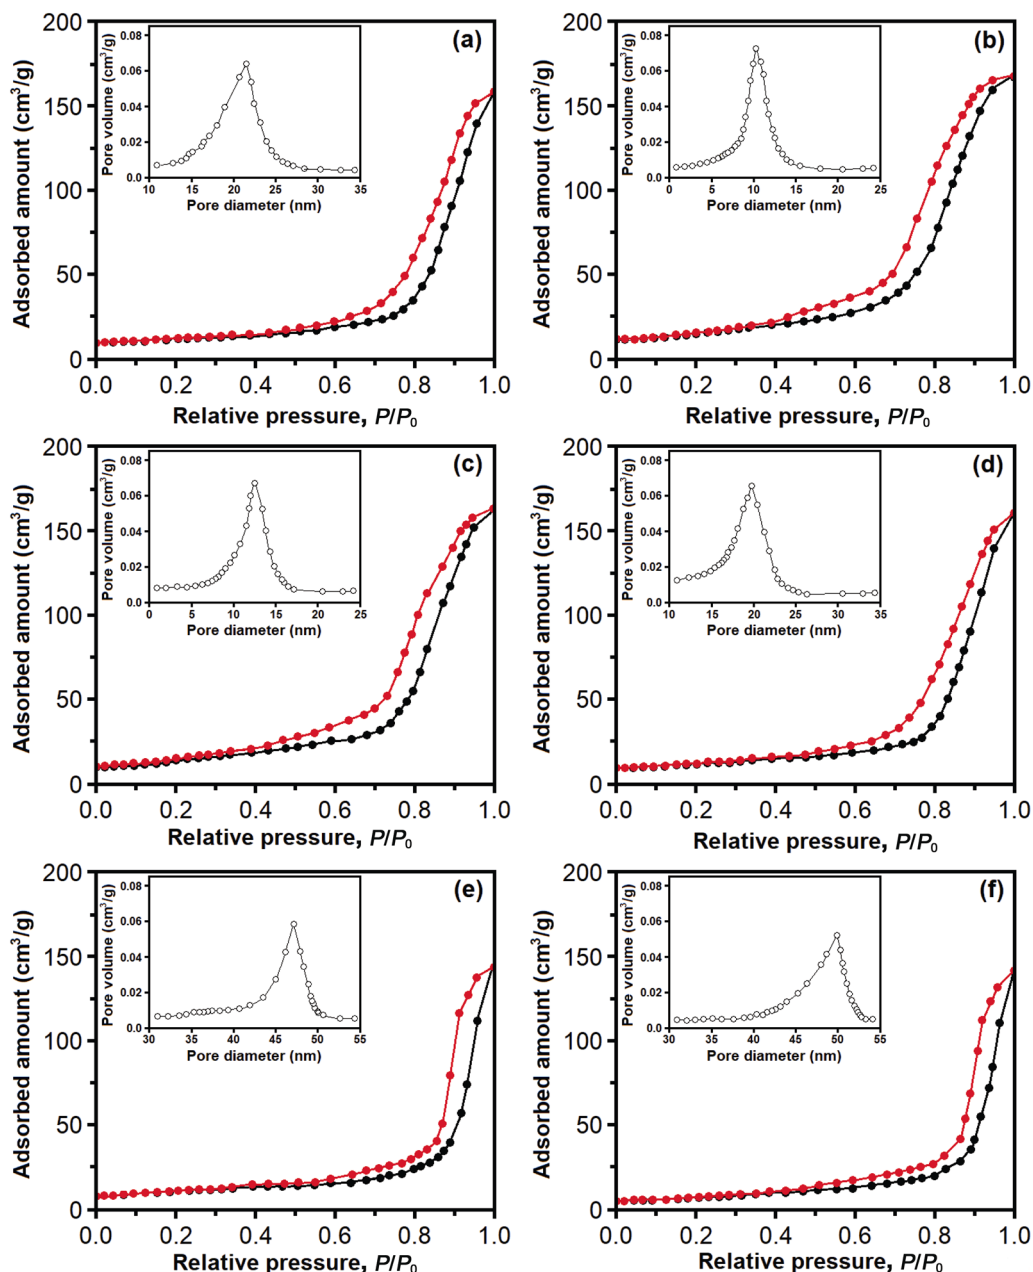 (a)
Adsorbed amount (cm³/g)
200
150
100
50
0
0.0 0.2 0.4 0.6 0.8 1.0
Relative pressure, P/P₀
Pore volume (cm³/g)
0.08
0.06
0.04
0.02
0.0
10 15 20 25 30 35
Pore diameter (nm)
(b)
Adsorbed amount (cm³/g)
200
150
100
50
0
0.0 0.2 0.4 0.6 0.8 1.0
Relative pressure, P/P₀
Pore volume (cm³/g)
0.08
0.06
0.04
0.02
0.0
0 5 10 15 20 25
Pore diameter (nm)
(c)
Adsorbed amount (cm³/g)
200
150
100
50
0
0.0 0.2 0.4 0.6 0.8 1.0
Relative pressure, P/P₀
Pore volume (cm³/g)
0.08
0.06
0.04
0.02
0.0
0 5 10 15 20 25
Pore diameter (nm)
(d)
Adsorbed amount (cm³/g)
200
150
100
50
0
0.0 0.2 0.4 0.6 0.8 1.0
Relative pressure, P/P₀
Pore volume (cm³/g)
0.08
0.06
0.04
0.02
0.0
10 15 20 25 30 35
Pore diameter (nm)
(e)
Adsorbed amount (cm³/g)
200
150
100
50
0
0.0 0.2 0.4 0.6 0.8 1.0
Relative pressure, P/P₀
Pore volume (cm³/g)
0.08
0.06
0.04
0.02
0.0
30 35 40 45 50 55
Pore diameter (nm)
(f)
Adsorbed amount (cm³/g)
200
150
100
50
0
0.0 0.2 0.4 0.6 0.8 1.0
Relative pressure, P/P₀
Pore volume (cm³/g)
0.08
0.06
0.04
0.02
0.0
30 35 40 45 50 55
Pore diameter (nm)